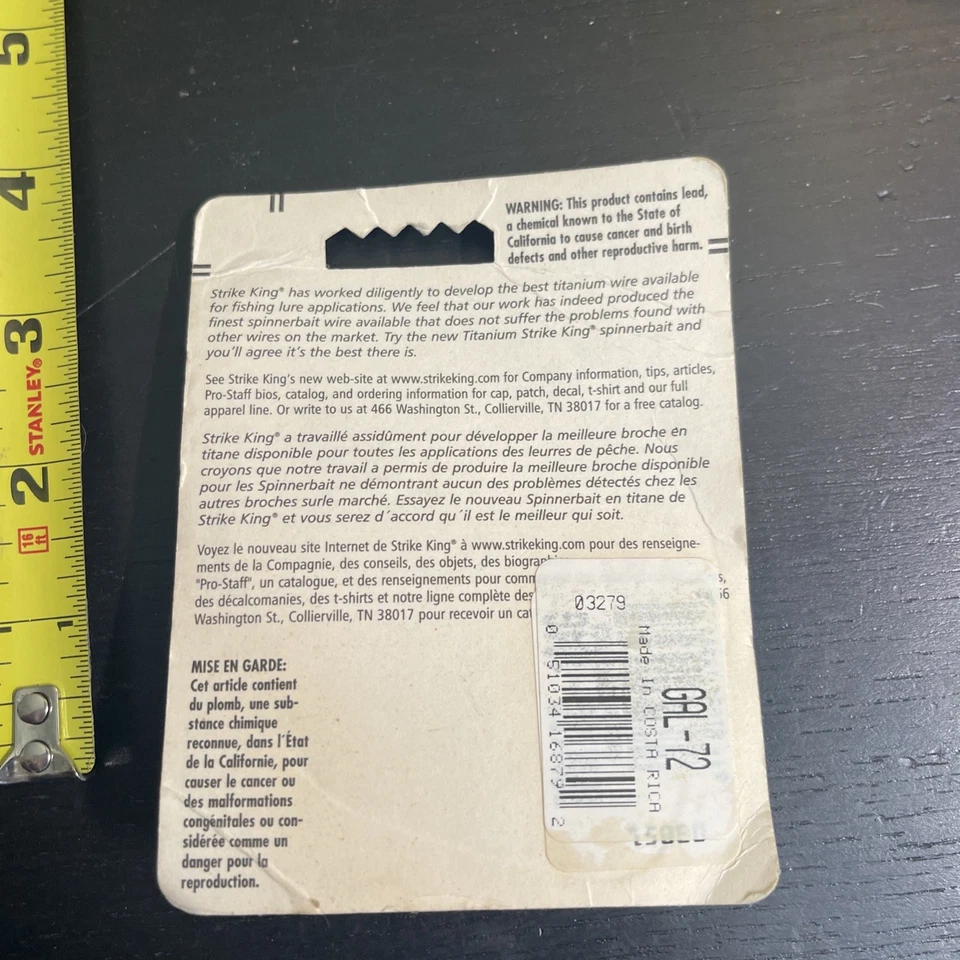 5
4
3
STANLEY®
2
16 ft
1
WARNING: This product contains lead,
a chemical known to the State of
California to cause cancer and birth
defects and other reproductive harm.
Strike King® has worked diligently to develop the best titanium wire available
for fishing lure applications. We feel that our work has indeed produced the
finest spinnerbait wire available that does not suffer the problems found with
other wires on the market. Try the new Titanium Strike King® spinnerbait and
you'll agree it's the best there is.
See Strike King's new web-site at www.strikeking.com for Company information, tips, articles,
Pro-Staff bios, catalog, and ordering information for cap, patch, decal, t-shirt and our full
apparel line. Or write to us at 466 Washington St., Collierville, TN 38017 for a free catalog.
Strike King® a travaillé assidûment pour développer la meilleure broche en
titane disponible pour toutes les applications des leurres de pêche. Nous
croyons que notre travail a permis de produire la meilleure broche disponible
pour les Spinnerbait ne démontrant aucun des problèmes détectés chez les
autres broches surle marché. Essayez le nouveau Spinnerbait en titane de
Strike King® et vous serez d´accord qu´il est le meilleur qui soit.
Voyez le nouveau site Internet de Strike King® à www.strikeking.com pour des renseigne-
ments de la Compagnie, des conseils, des objets, des biograph
"Pro-Staff", un catalogue, et des renseignements pour comm s,
des décalcomanies, des t-shirts et notre ligne complète des 66
Washington St., Collierville, TN 38017 pour recevoir un cat
MISE EN GARDE:
Cet article contient
du plomb, une sub-
stance chimique
reconnue, dans l´État
de la Californie, pour
causer le cancer ou
des malformations
congénitales ou con-
sidérée comme un
danger pour la
reproduction.
03279
0 51034 16879 2
Made In COSTA RICA
GAL-72